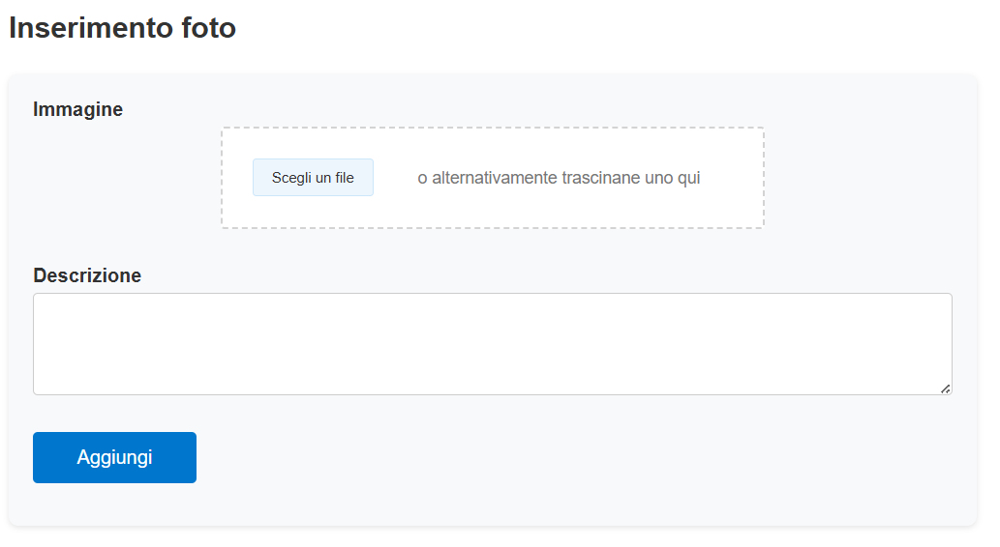 Inserimento foto
Immagine
Scegli un file
o alternativamente trascinane uno qui
Descrizione
Aggiungi